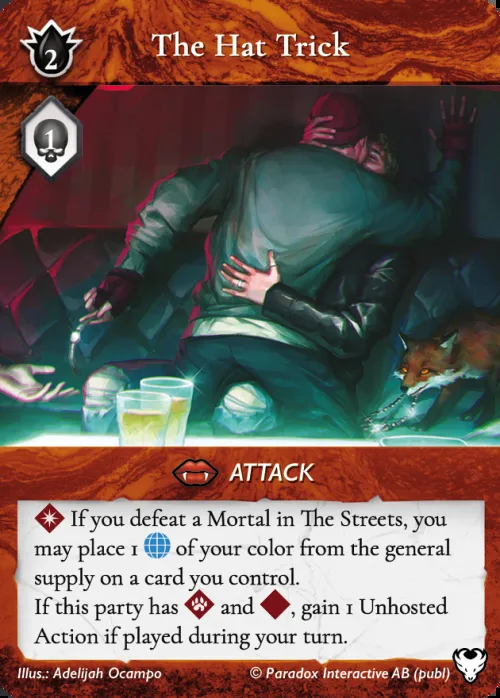 2
The Hat Trick
1
ATTACK
If you defeat a Mortal in The Streets, you
may place 1 of your color from the general
supply on a card you control.
If this party has and , gain 1 Unhosted
Action if played during your turn.
Illus.: Adelijah Ocampo © Paradox Interactive AB (publ)